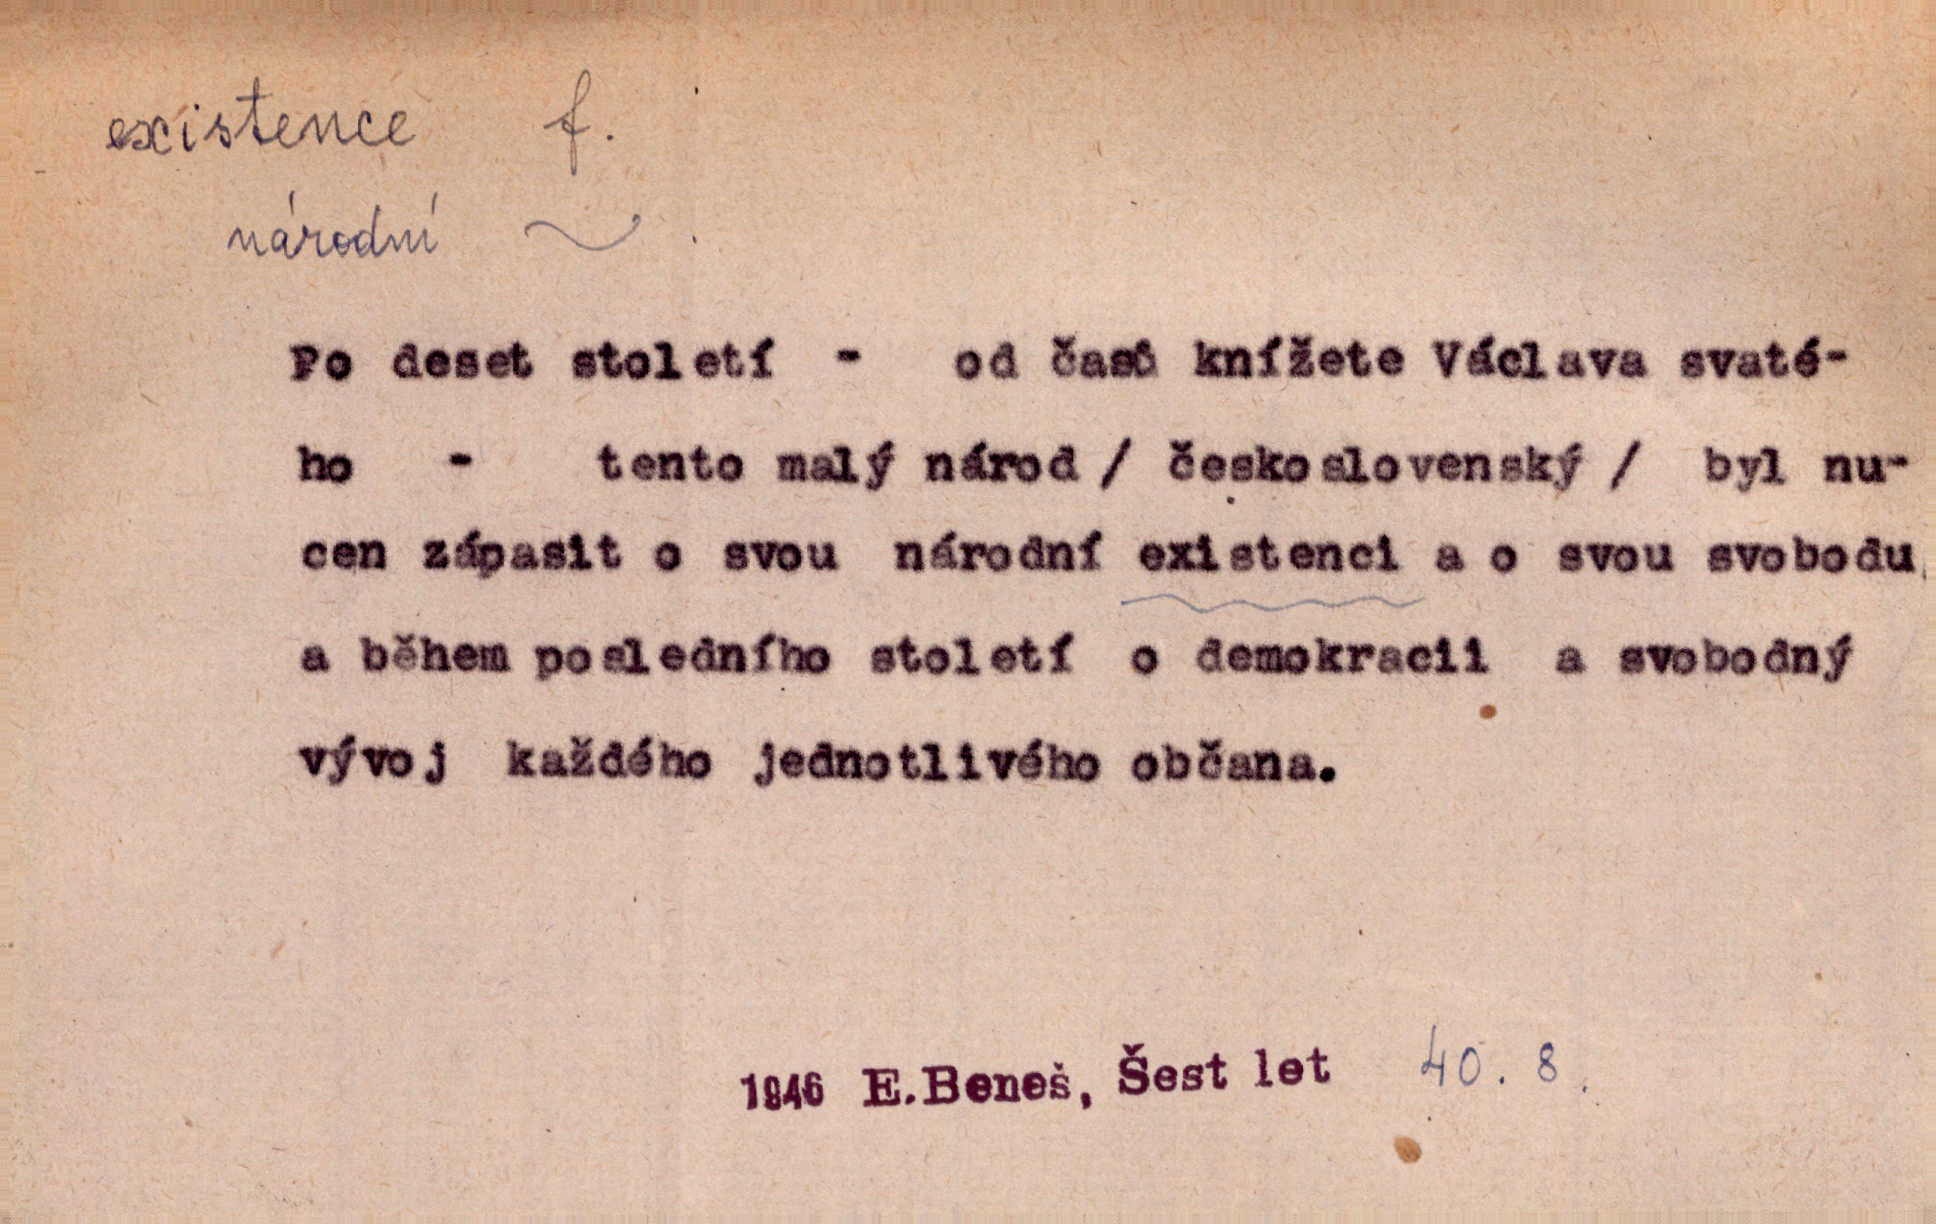 existence f.
národní ~
Po deset století - od časů knížete Václava svaté-
ho - tento malý národ / československý / byl nu-
cen zápasit o svou národní existenci a o svou svobodu,
a během posledního století o demokracii a svobodný
vývoj každého jednotlivého občana.
1946 E.Beneš, Šest let 40. 8.